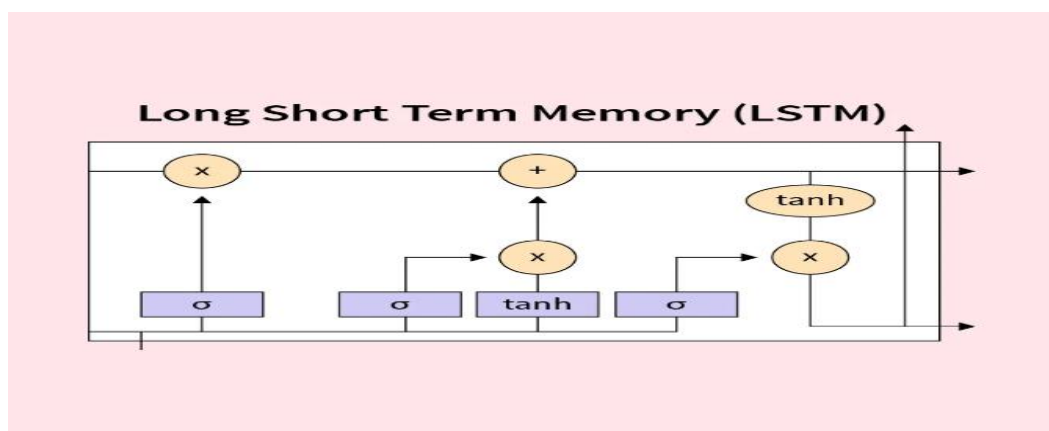 Long Short Term Memory (LSTM)
x +
tanh
x x
σ σ tanh σ